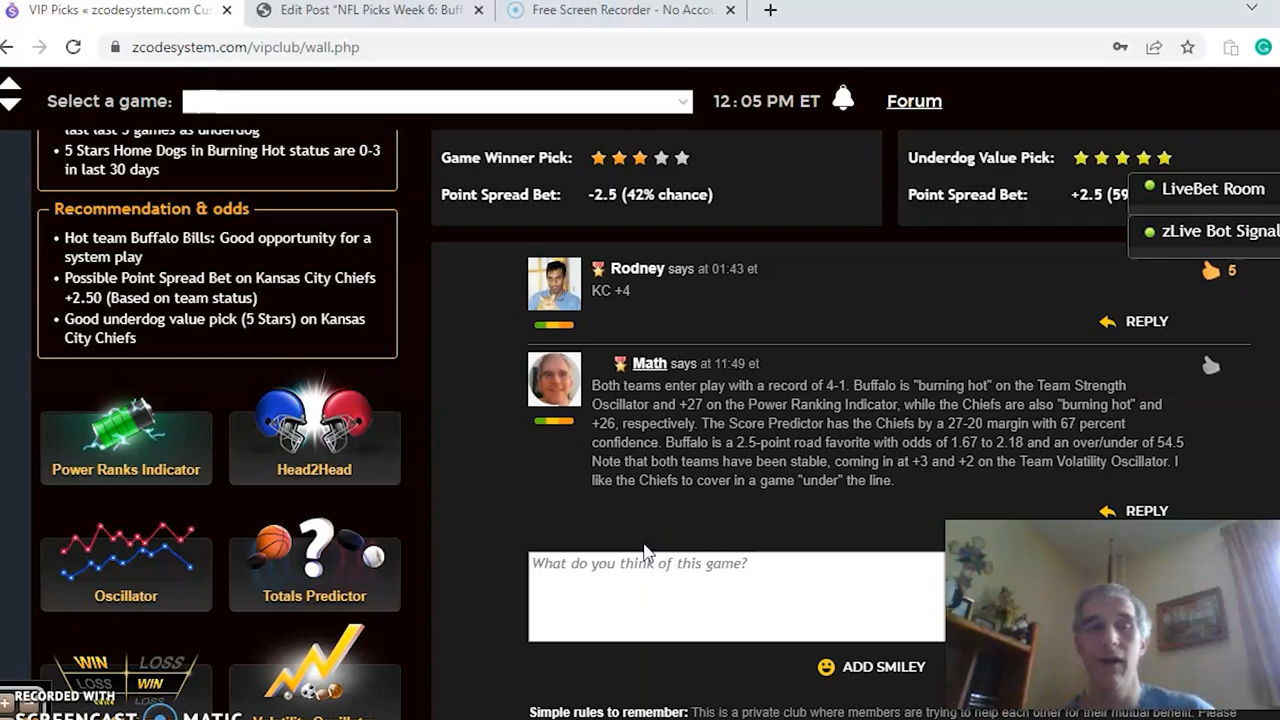 VIP Picks « zcodesystem.com Cus
Edit Post “NFL Picks Week 6: Buff
Free Screen Recorder - No Accou
zcodesystem.com/vipclub/wall.php
Select a game:
12:05 PM ET
Forum
last last 5 games as underdog
5 Stars Home Dogs in Burning Hot status are 0-3
in last 30 days
Recommendation & odds
Hot team Buffalo Bills: Good opportunity for a
system play
Possible Point Spread Bet on Kansas City Chiefs
+2.50 (Based on team status)
Good underdog value pick (5 Stars) on Kansas
City Chiefs
Power Ranks Indicator
Head2Head
Oscillator
Totals Predictor
WIN LOSS
LOSS WIN
RECORDED WITH
SCREENCAST MATIC
Game Winner Pick:
Point Spread Bet: -2.5 (42% chance)
Underdog Value Pick:
Point Spread Bet: +2.5 (59
LiveBet Room
zLive Bot Signal
Rodney says at 01:43 et
5
KC +4
REPLY
Math says at 11:49 et
Both teams enter play with a record of 4-1. Buffalo is "burning hot" on the Team Strength
Oscillator and +27 on the Power Ranking Indicator, while the Chiefs are also "burning hot" and
+26, respectively. The Score Predictor has the Chiefs by a 27-20 margin with 67 percent
confidence. Buffalo is a 2.5-point road favorite with odds of 1.67 to 2.18 and an over/under of 54.5
Note that both teams have been stable, coming in at +3 and +2 on the Team Volatility Oscillator. I
like the Chiefs to cover in a game "under" the line.
REPLY
What do you think of this game?
ADD SMILEY
Simple rules to remember: This is a private club where members are trying to help each other for their mutual benefit. Please